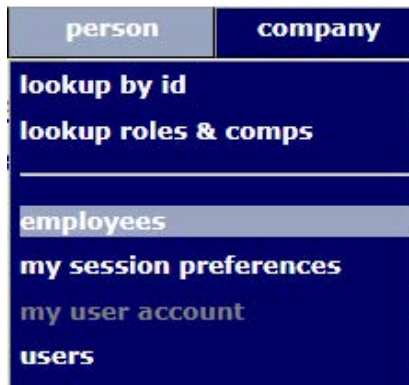 person company
lookup by id
lookup roles & comps
employees
my session preferences
my user account
users